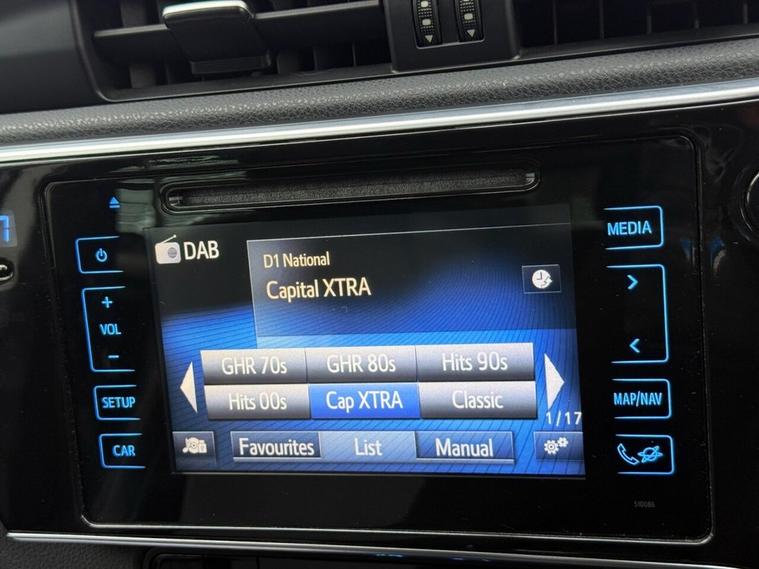 DAB
D1 National
Capital XTRA
GHR 70s
GHR 80s
Hits 90s
Hits 00s
Cap XTRA
Classic
1/17
Favourites
List
Manual
+
VOL
-
SETUP
CAR
MEDIA
>
<
MAP/NAV
510086